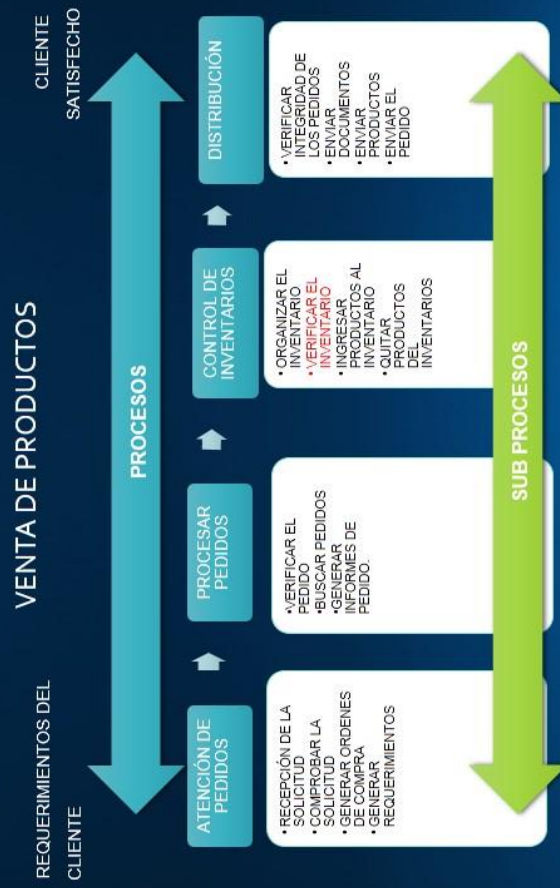 VENTA DE PRODUCTOS
REQUERIMIENTOS DEL
CLIENTE
CLIENTE
SATISFECHO
PROCESOS
ATENCIÓN DE
PEDIDOS
PROCESAR
PEDIDOS
CONTROL DE
INVENTARIOS
DISTRIBUCIÓN
• RECEPCIÓN DE LA
SOLICITUD
• COMPROBAR LA
SOLICITUD
• GENERAR ORDENES
DE COMPRA
• GENERAR
REQUERIMIENTOS
•VERIFICAR EL
PEDIDO
•BUSCAR PEDIDOS
•GENERAR
INFORMES DE
PEDIDO.
• ORGANIZAR EL
INVENTARIO
• VERIFICAR EL
INVENTARIO
• INGRESAR
PRODUCTOS AL
INVENTARIO
• QUITAR
PRODUCTOS
DEL
INVENTARIOS
• VERIFICAR
INTEGRIDAD DE
LOS PEDIDOS
• ENVIAR
DOCUMENTOS
• ENVIAR
PRODUCTOS
• ENVIAR EL
PEDIDO
SUB PROCESOS